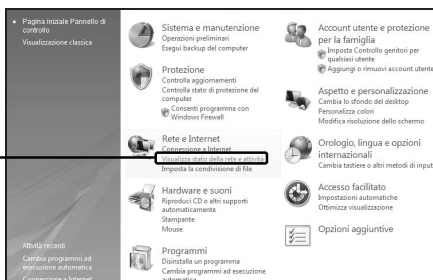 Pagina iniziale Pannello di
controllo
Visualizzazione classica
Attività recenti
Cambia programmi ad
esecuzione automatica
Connessione a Internet
Sistema e manutenzione
Operazioni preliminari
Esegui backup del computer
Protezione
Controlla aggiornamenti
Controlla stato di protezione del
computer
Consenti programma con
Windows Firewall
Rete e Internet
Connessione a Internet
Visualizza stato della rete e attività
Imposta la condivisione di file
Hardware e suoni
Riproduci CD o altri supporti
automaticamente
Stampante
Mouse
Programmi
Disinstalla un programma
Cambia programmi ad esecuzione
automatica
Account utente e protezione
per la famiglia
Imposta Controllo genitori per
qualsiasi utente
Aggiungi o rimuovi account utente
Aspetto e personalizzazione
Cambia lo sfondo del desktop
Personalizza colori
Modifica risoluzione dello schermo
Orologio, lingua e opzioni
internazionali
Cambia tastiere o altri metodi di input
Accesso facilitato
Impostazioni automatiche
Ottimizza visualizzazione
Opzioni aggiuntive